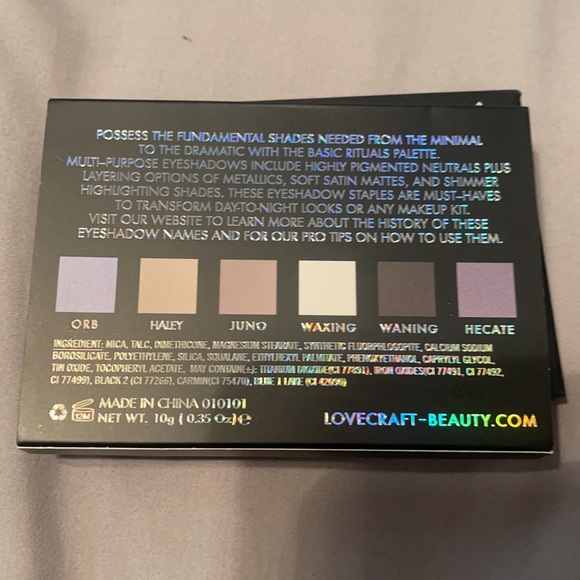 POSSESS THE FUNDAMENTAL SHADES NEEDED FROM THE MINIMAL
TO THE DRAMATIC WITH THE BASIC RITUALS PALETTE.
MULTI-PURPOSE EYESHADOWS INCLUDE HIGHLY PIGMENTED NEUTRALS PLUS
LAYERING OPTIONS OF METALLICS, SOFT SATIN MATTES, AND SHIMMER
HIGHLIGHTING SHADES. THESE EYESHADOW STAPLES ARE MUST-HAVES
TO TRANSFORM DAY-TO-NIGHT LOOKS OR ANY MAKEUP KIT.
VISIT OUR WEBSITE TO LEARN MORE ABOUT THE HISTORY OF THESE
EYESHADOW NAMES AND FOR OUR PRO TIPS ON HOW TO USE THEM.
ORB HALEY JUNO WAXING WANING HECATE
INGREDIENT: MICA, TALC, DIMETHICONE, MAGNESIUM STEARATE, SYNTHETIC FLUORPHLOGOPITE, CALCIUM SODIUM
BOROSILICATE, POLYETHYLENE, SILICA, SQUALANE, ETHYLHEXYL PALMITATE, PHENOXYETHANOL, CAPRYLYL GLYCOL,
TIN OXIDE, TOCOPHERYL ACETATE, MAY CONTAIN(±): TITANIUM DIOXIDE(CI 77891), IRON OXIDES(CI 77491, CI 77492,
CI 77499), BLACK 2 (CI 77266), CARMIN(CI 75470), BLUE 1 LAKE (CI 42090)
12M MADE IN CHINA 010101
NET WT. 10g ( 0.35 Oz)e
LOVECRAFT-BEAUTY.COM